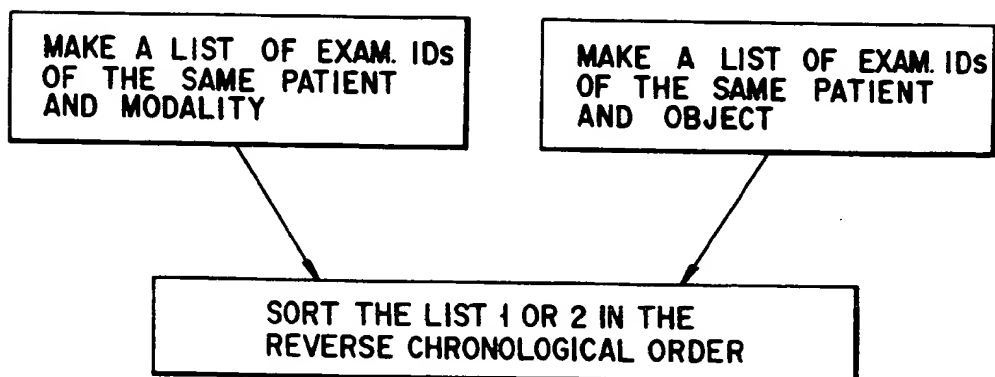 MAKE A LIST OF EXAM. IDs
OF THE SAME PATIENT
AND MODALITY
MAKE A LIST OF EXAM. IDs
OF THE SAME PATIENT
AND OBJECT
SORT THE LIST 1 OR 2 IN THE
REVERSE CHRONOLOGICAL ORDER